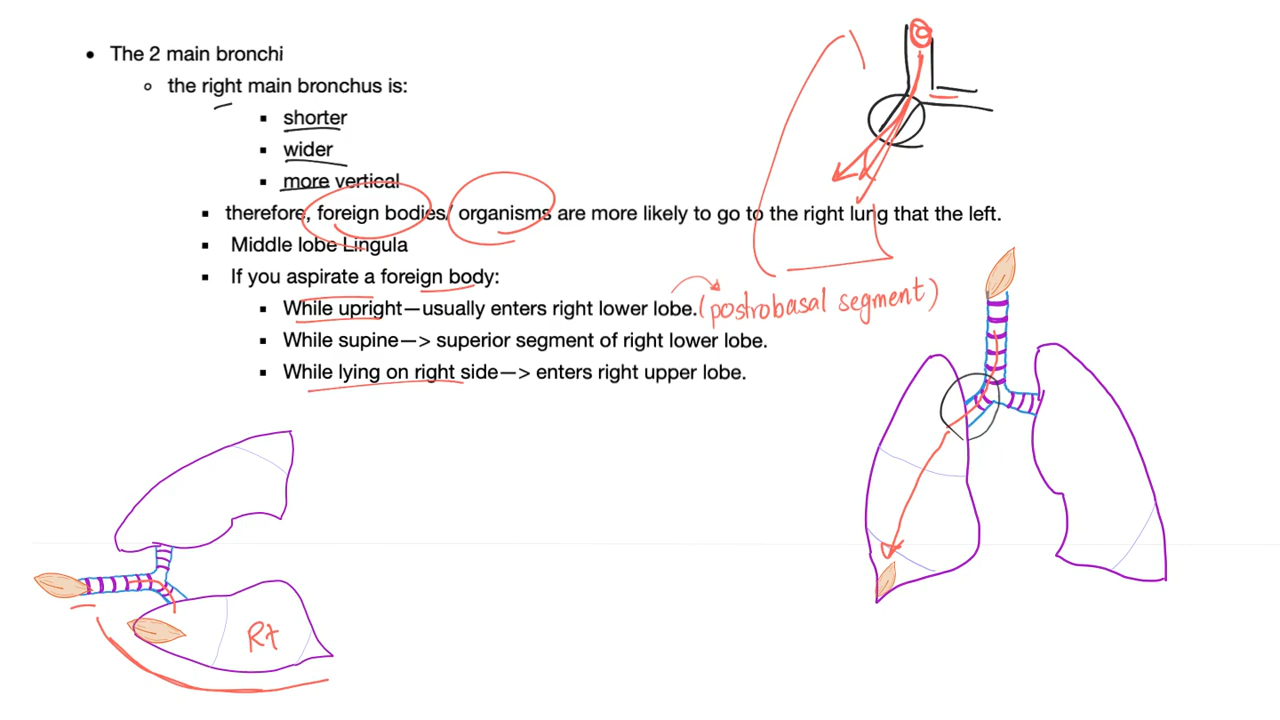 • The 2 main bronchi
◦ the right main bronchus is:
▪ shorter
▪ wider
▪ more vertical
▪ therefore, foreign bodies/ organisms are more likely to go to the right lung that the left.
▪ Middle lobe Lingula
▪ If you aspirate a foreign body:
▪ While upright—usually enters right lower lobe. (postrobasal segment)
▪ While supine—> superior segment of right lower lobe.
▪ While lying on right side—> enters right upper lobe.
Rt